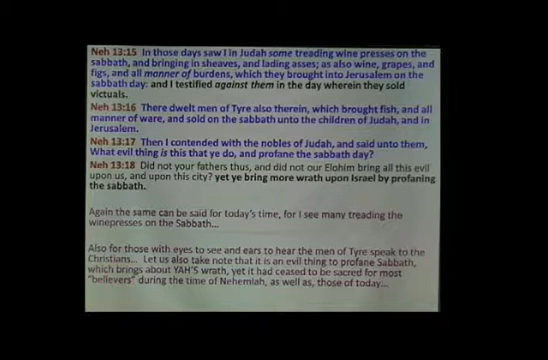 Neh 13:15 In those days saw I in Judah some treading wine presses on the
sabbath, and bringing in sheaves, and lading asses; as also wine, grapes, and
figs, and all manner of burdens, which they brought into Jerusalem on the
sabbath day: and I testified against them in the day wherein they sold
victuals.
Neh 13:16 There dwelt men of Tyre also therein, which brought fish, and all
manner of ware, and sold on the sabbath unto the children of Judah, and in
Jerusalem.
Neh 13:17 Then I contended with the nobles of Judah, and said unto them,
What evil thing is this that ye do, and profane the sabbath day?
Neh 13:18 Did not your fathers thus, and did not our Elohim bring all this evil
upon us, and upon this city? yet ye bring more wrath upon Israel by profaning
the sabbath.
Again the same can be said for today's time, for I see many treading the
winepresses on the Sabbath...
Also for those with eyes to see and ears to hear the men of Tyre speak to the
Christians... Let us also take note that it is an evil thing to profane Sabbath,
which brings about YAH'S wrath, yet it had ceased to be sacred for most
"believers" during the time of Nehemiah, as well as, those of today...